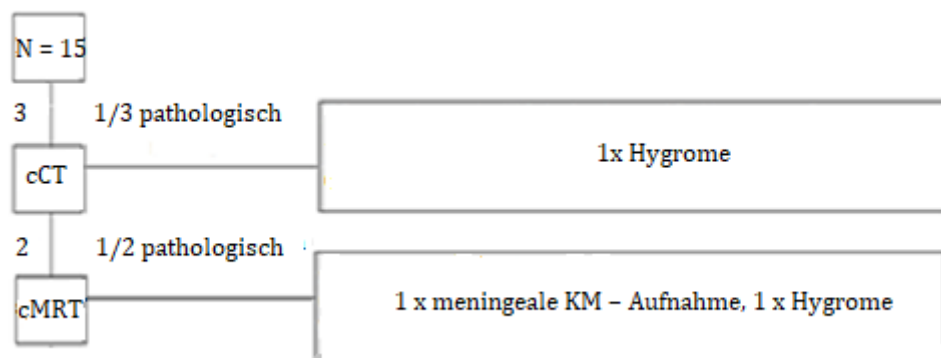 N = 15
3 1/3 pathologisch
1x Hygrome
cCT
2 1/2 pathologisch
1 x meningeale KM – Aufnahme, 1 x Hygrome
cMRT